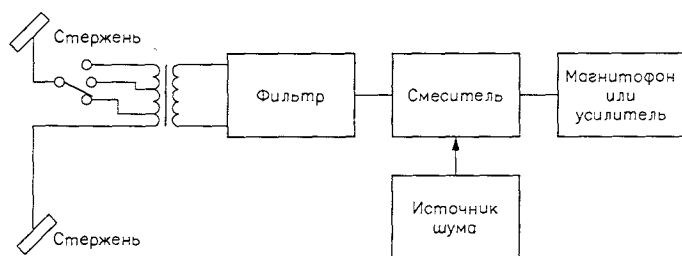 Стержень
Фильтр
Смеситель
Магнитофон
или
усилитель
Источник
шума
Стержень